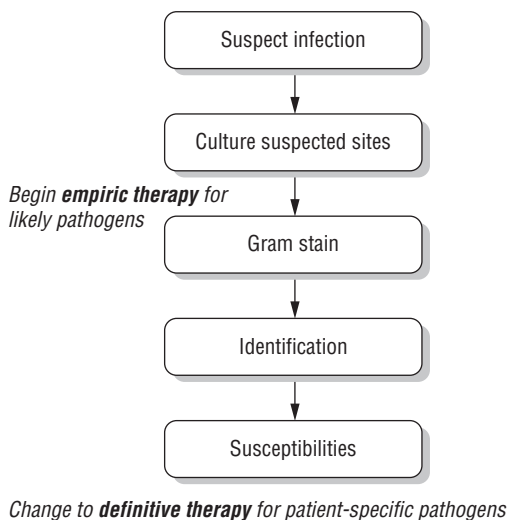 Suspect infection
Culture suspected sites
Begin empiric therapy for
likely pathogens
Gram stain
Identification
Susceptibilities
Change to definitive therapy for patient-specific pathogens